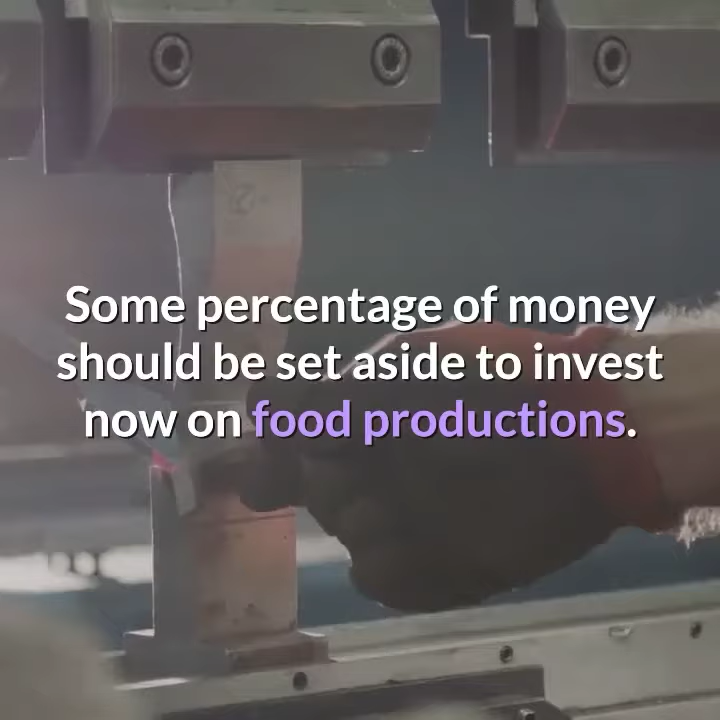 Some percentage of money
should be set aside to invest
now on food productions.